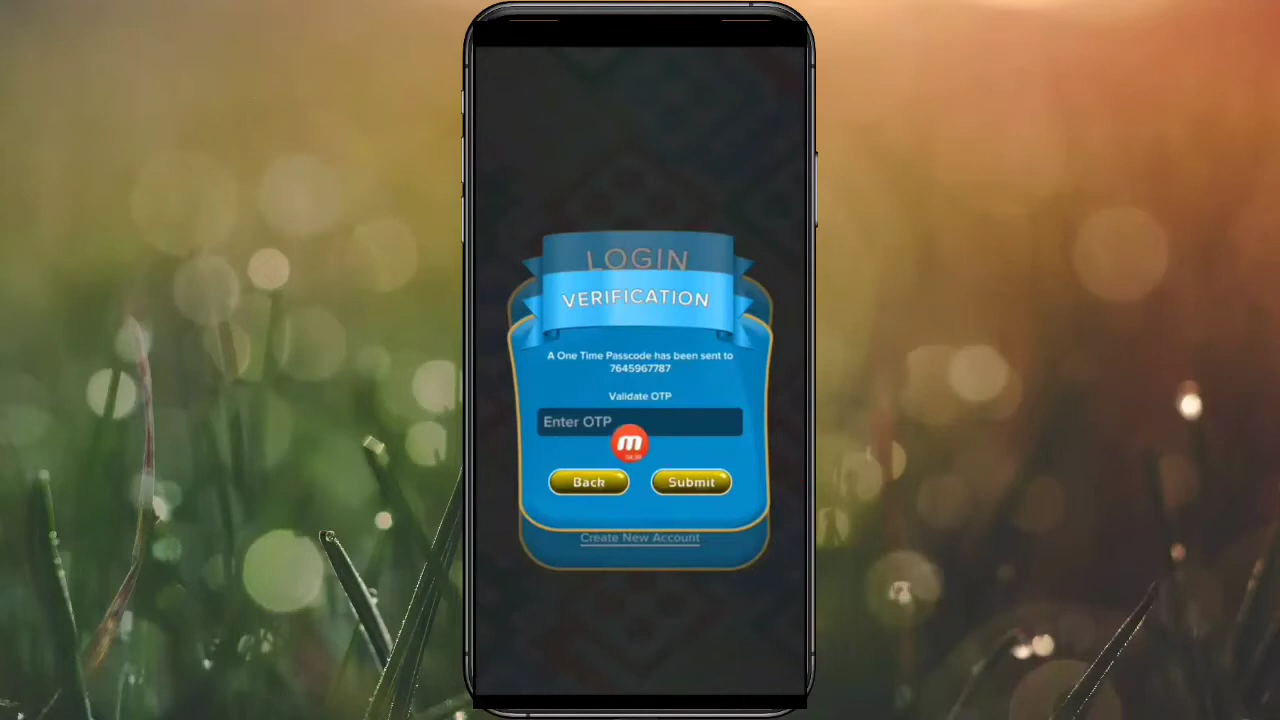 LOGIN
VERIFICATION
A One Time Passcode has been sent to
7645967787
Validate OTP
Enter OTP
m
Back
Submit
Create New Account